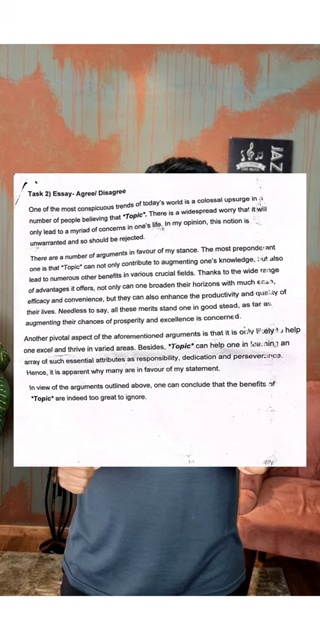 JAZZ
Task 2) Essay- Agree/ Disagree
One of the most conspicuous trends of today's world is a colossal upsurge in a
number of people believing that *Topic*. There is a widespread worry that it will
only lead to a myriad of concerns in one's life. In my opinion, this notion is
unwarranted and so should be rejected.
There are a number of arguments in favour of my stance. The most preponderant
one is that *Topic* can not only contribute to augmenting one's knowledge, but also
lead to numerous other benefits in various crucial fields. Thanks to the wide range
of advantages it offers, not only can one broaden their horizons with much ease,
efficacy and convenience, but they can also enhance the productivity and quality of
their lives. Needless to say, all these merits stand one in good stead, as far as
augmenting their chances of prosperity and excellence is concerned.
Another pivotal aspect of the aforementioned arguments is that it is only likely to help
one excel and thrive in varied areas. Besides, *Topic* can help one in learning an
array of such essential attributes as responsibility, dedication and perseverance.
Hence, it is apparent why many are in favour of my statement.
In view of the arguments outlined above, one can conclude that the benefits of
*Topic* are indeed too great to ignore.